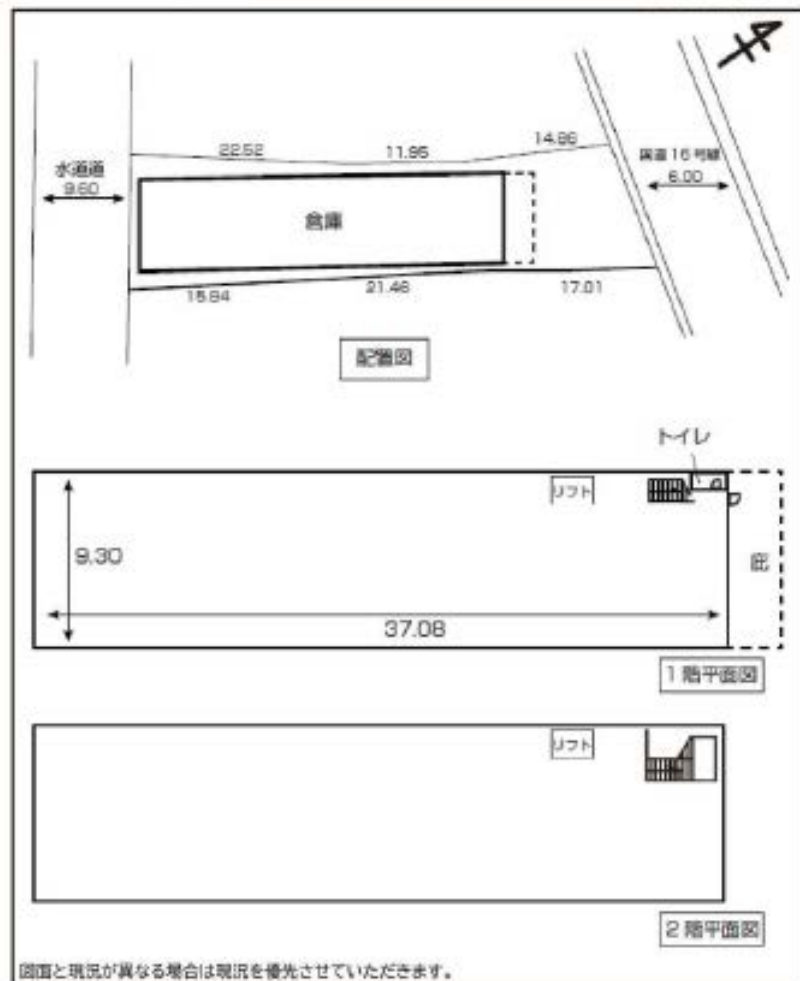 22.52
11.95
14.86
水道道
9.60
国道16号線
6.00
倉庫
15.94
21.46
17.01
配置図
トイレ
リフト
9.30
庇
37.08
1階平面図
リフト
2階平面図
図面と現況が異なる場合は現況を優先させていただきます。